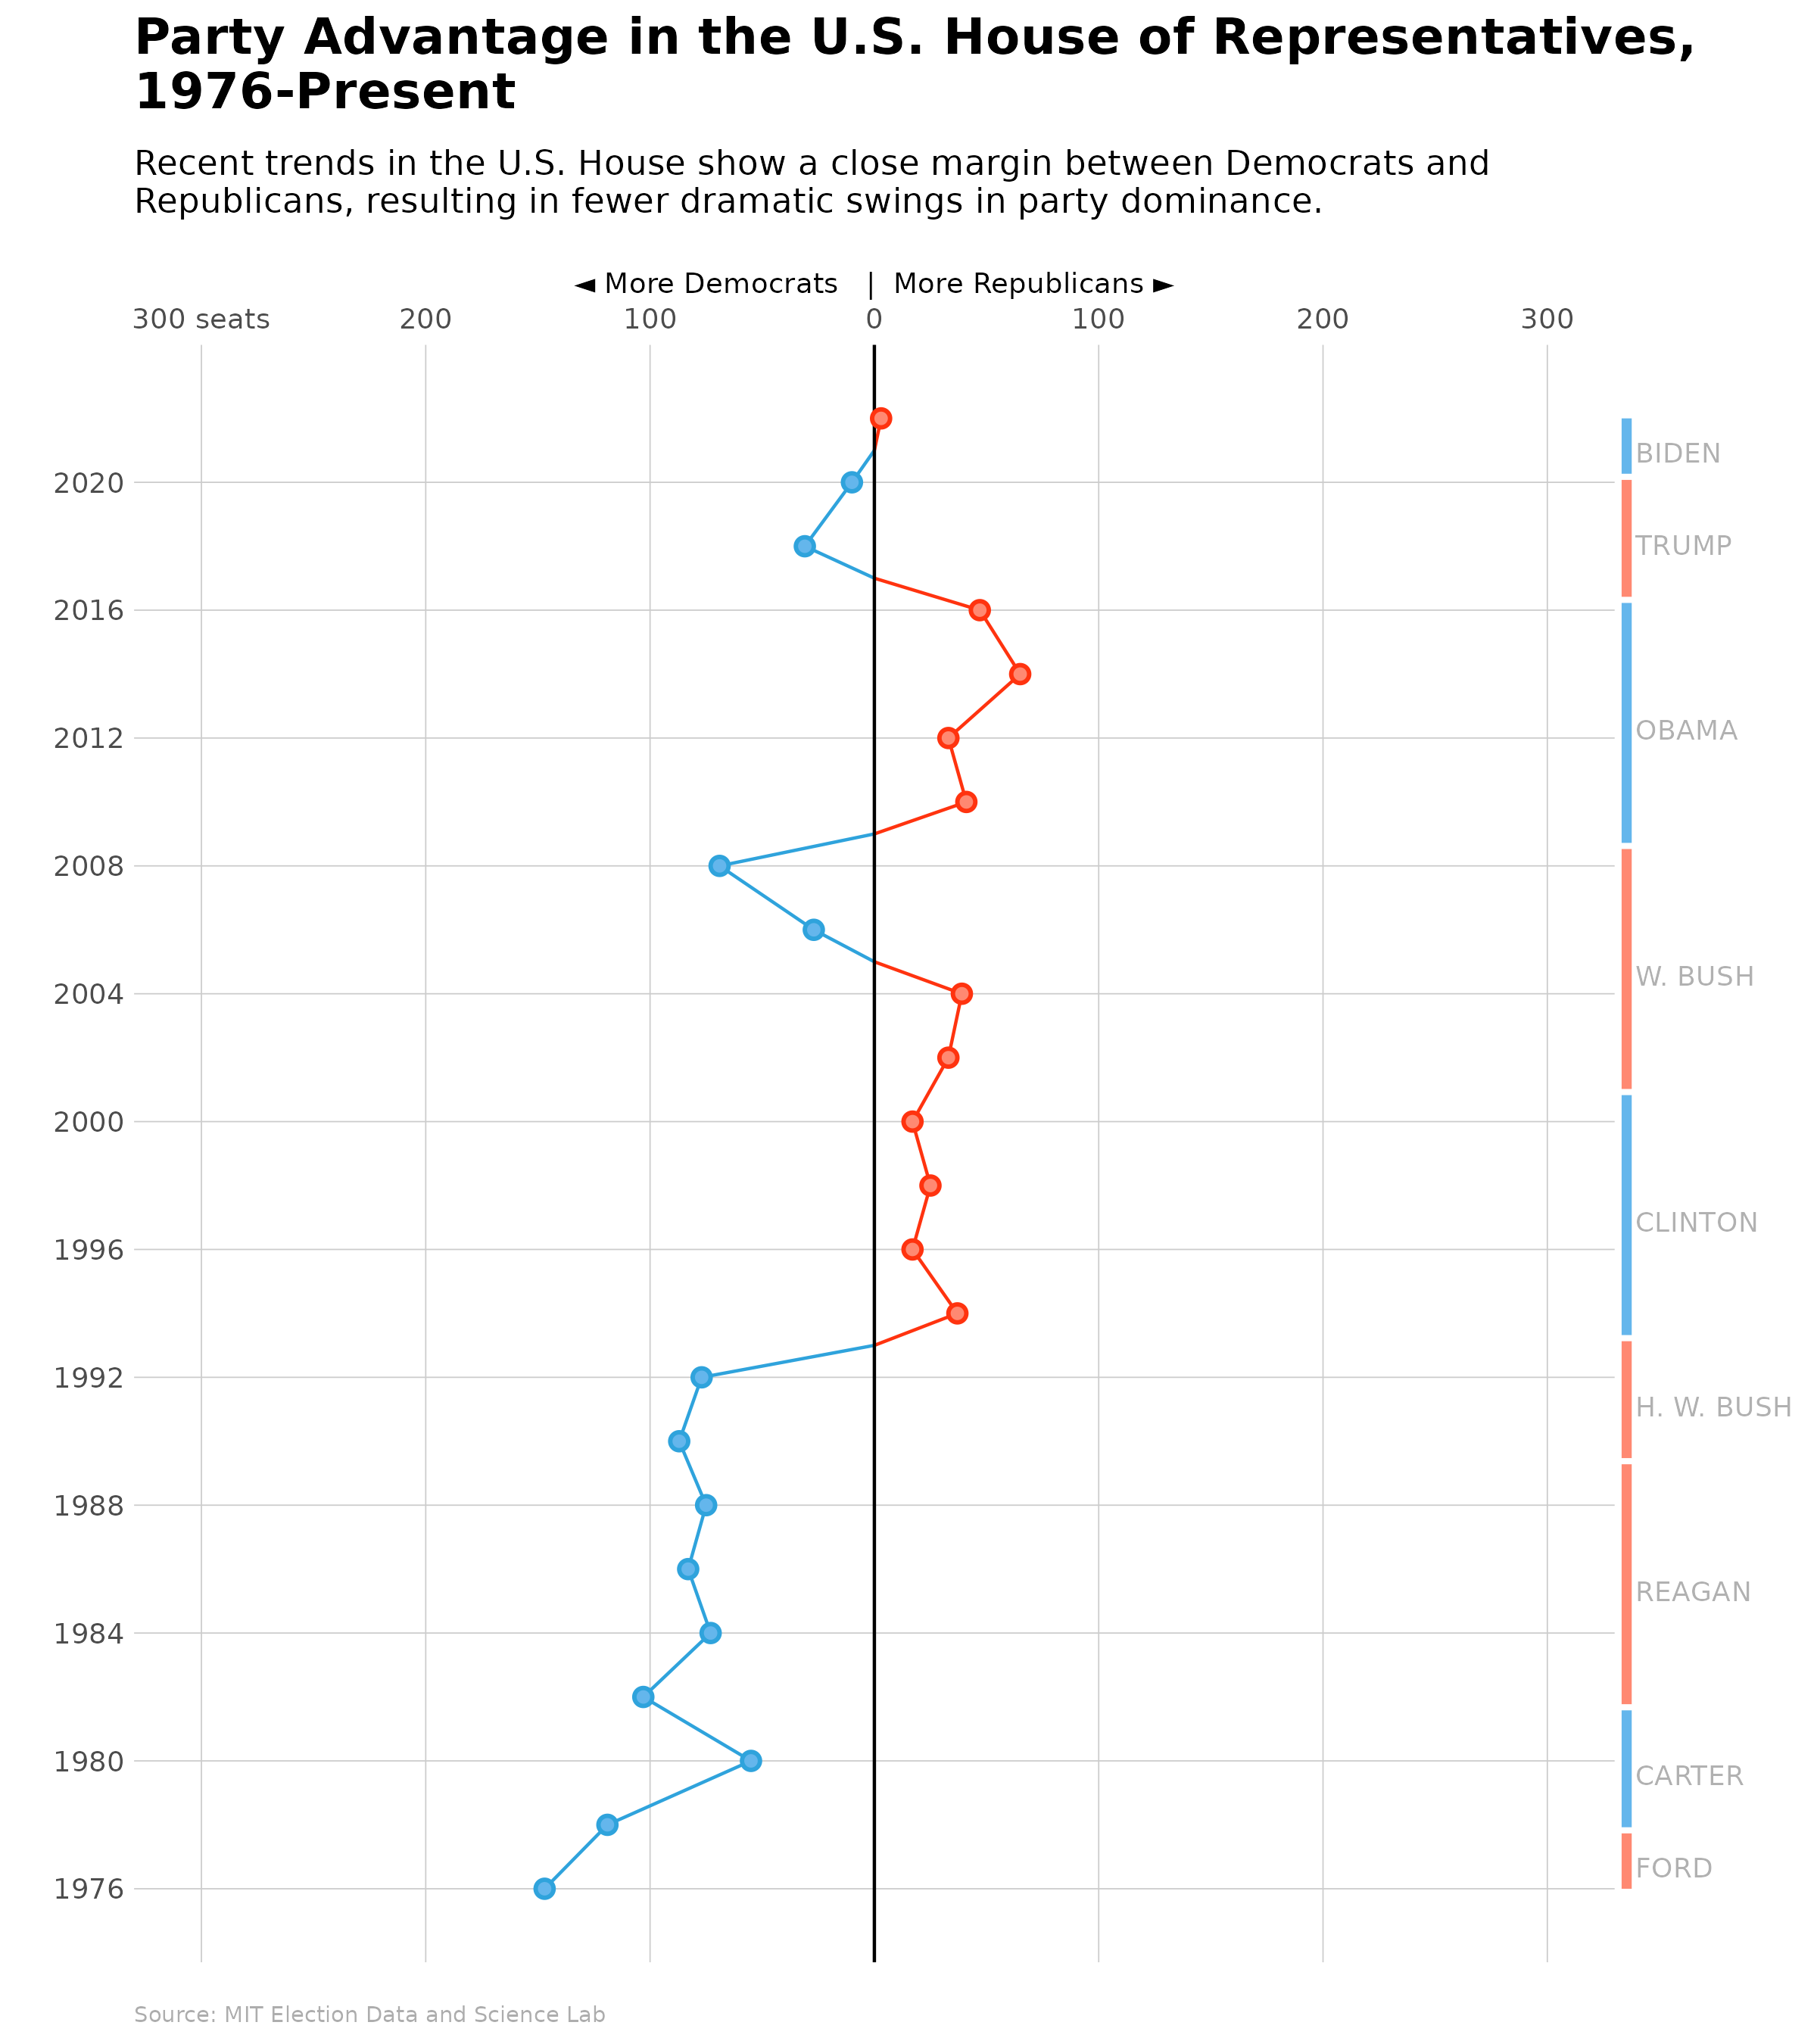 Party Advantage in the U.S. House of Representatives,
1976-Present
Recent trends in the U.S. House show a close margin between Democrats and
Republicans, resulting in fewer dramatic swings in party dominance.
◄ More Democrats | More Republicans ►
300 seats 200 100 0 100 200 300
BIDEN
2020
TRUMP
2016
OBAMA
2012
2008
W. BUSH
2004
2000
CLINTON
1996
1992
H. W. BUSH
1988
REAGAN
1984
1980
CARTER
FORD
1976
Source: MIT Election Data and Science Lab